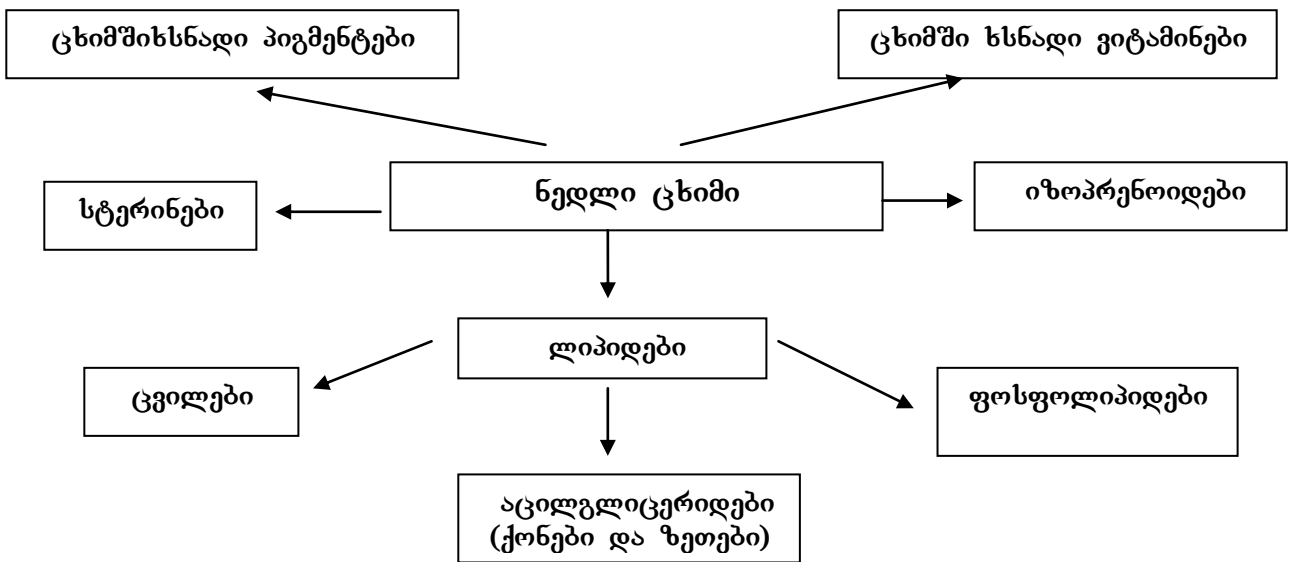 ცხიმშიხსნადი პიგმენტები
ცხიმში ხსნადი ვიტამინები
ნედლი ცხიმი
სტერინები
იზოპრენოიდები
ლიპიდები
ცვილები
ფოსფოლიპიდები
აცილგლიცერიდები
(ქონები და ზეთები)